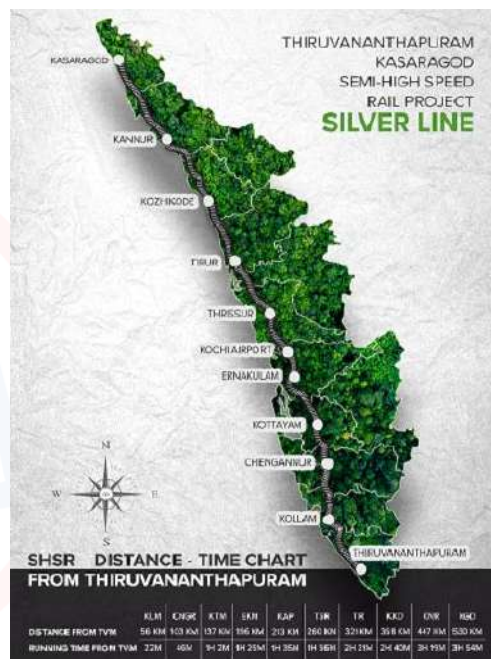 THIRUVANANTHAPURAM
KASARAGOD
SEMI-HIGH SPEED
RAIL PROJECT
SILVER LINE
KASARAGOD
KANNUR
KOZHIKODE
TIRUR
THRISSUR
KOCHI AIRPORT
ERNAKULAM
KOTTAYAM
CHENGANNUR
KOLLAM
THIRUVANANTHAPURAM
N
W E
S
SHSR DISTANCE - TIME CHART
FROM THIRUVANANTHAPURAM
KLM CNGR KTM EKM KAP TSR TR KKD CNR KGD
DISTANCE FROM TVM 56 KM 103 KM 137 KM 196 KM 213 KM 260 KM 321 KM 358 KM 447 KM 530 KM
RUNNING TIME FROM TVM 22M 46M 1H 2M 1H 25M 1H 35M 1H 56M 2H 21M 2H 40M 3H 19M 3H 54M